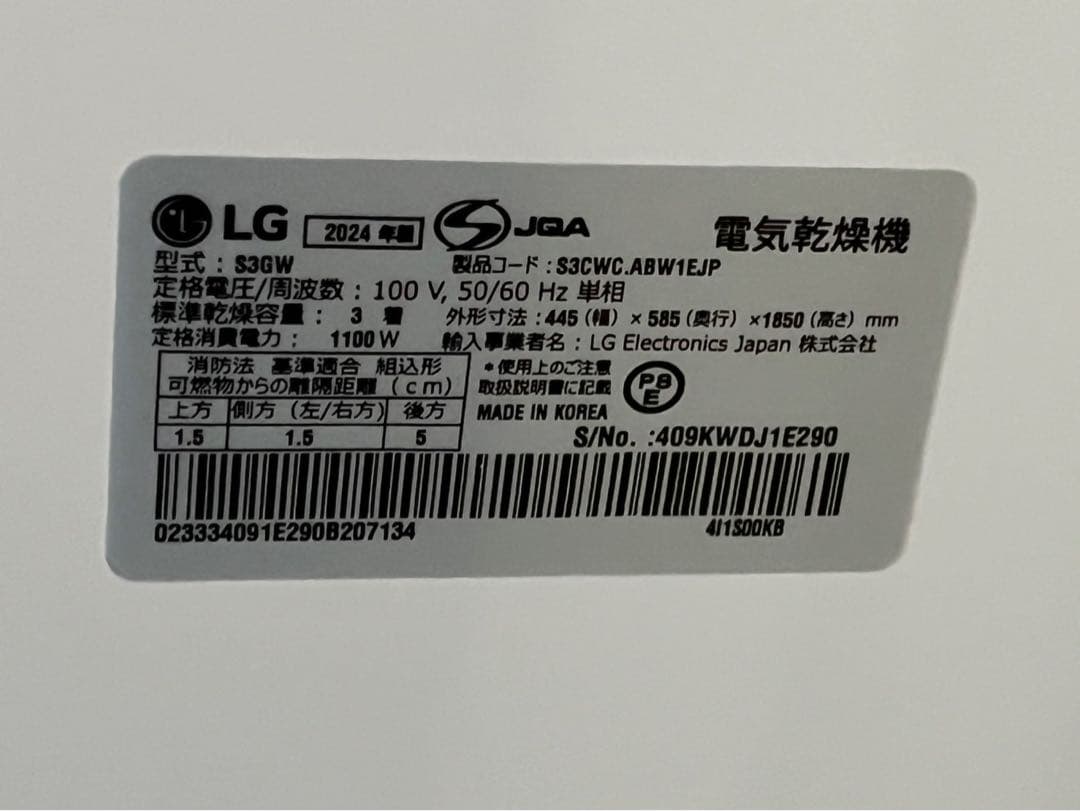 LG 2024 年製 S JQA 電気乾燥機
型式 : S3GW 製品コード : S3CWC.ABW1EJP
定格電圧/周波数 : 100 V, 50/60 Hz 単相
標準乾燥容量 : 3 着 外形寸法 : 445 (幅) × 585 (奥行) ×1850 (高さ) mm
定格消費電力 : 1100 W 輸入事業者名 : LG Electronics Japan 株式会社
消防法 基準適合 組込形
可燃物からの離隔距離 (cm)
上方 側方 (左/右方) 後方
1.5 1.5 5
*使用上のご注意
取扱説明書に記載
PB
E
MADE IN KOREA
S/No. :409KWDJ1E290
023334091E290B207134 4I1S00KB